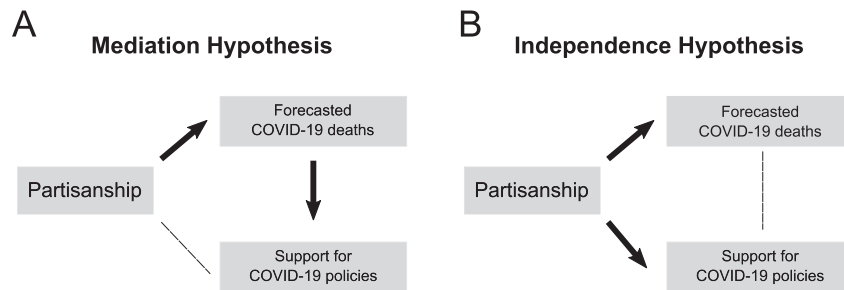 A
Mediation Hypothesis
Forecasted
COVID-19 deaths
Partisanship
Support for
COVID-19 policies
B
Independence Hypothesis
Forecasted
COVID-19 deaths
Partisanship
Support for
COVID-19 policies